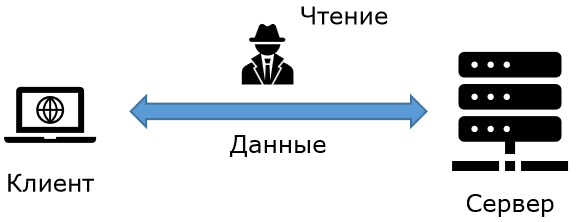 Чтение
Данные
Клиент
Сервер